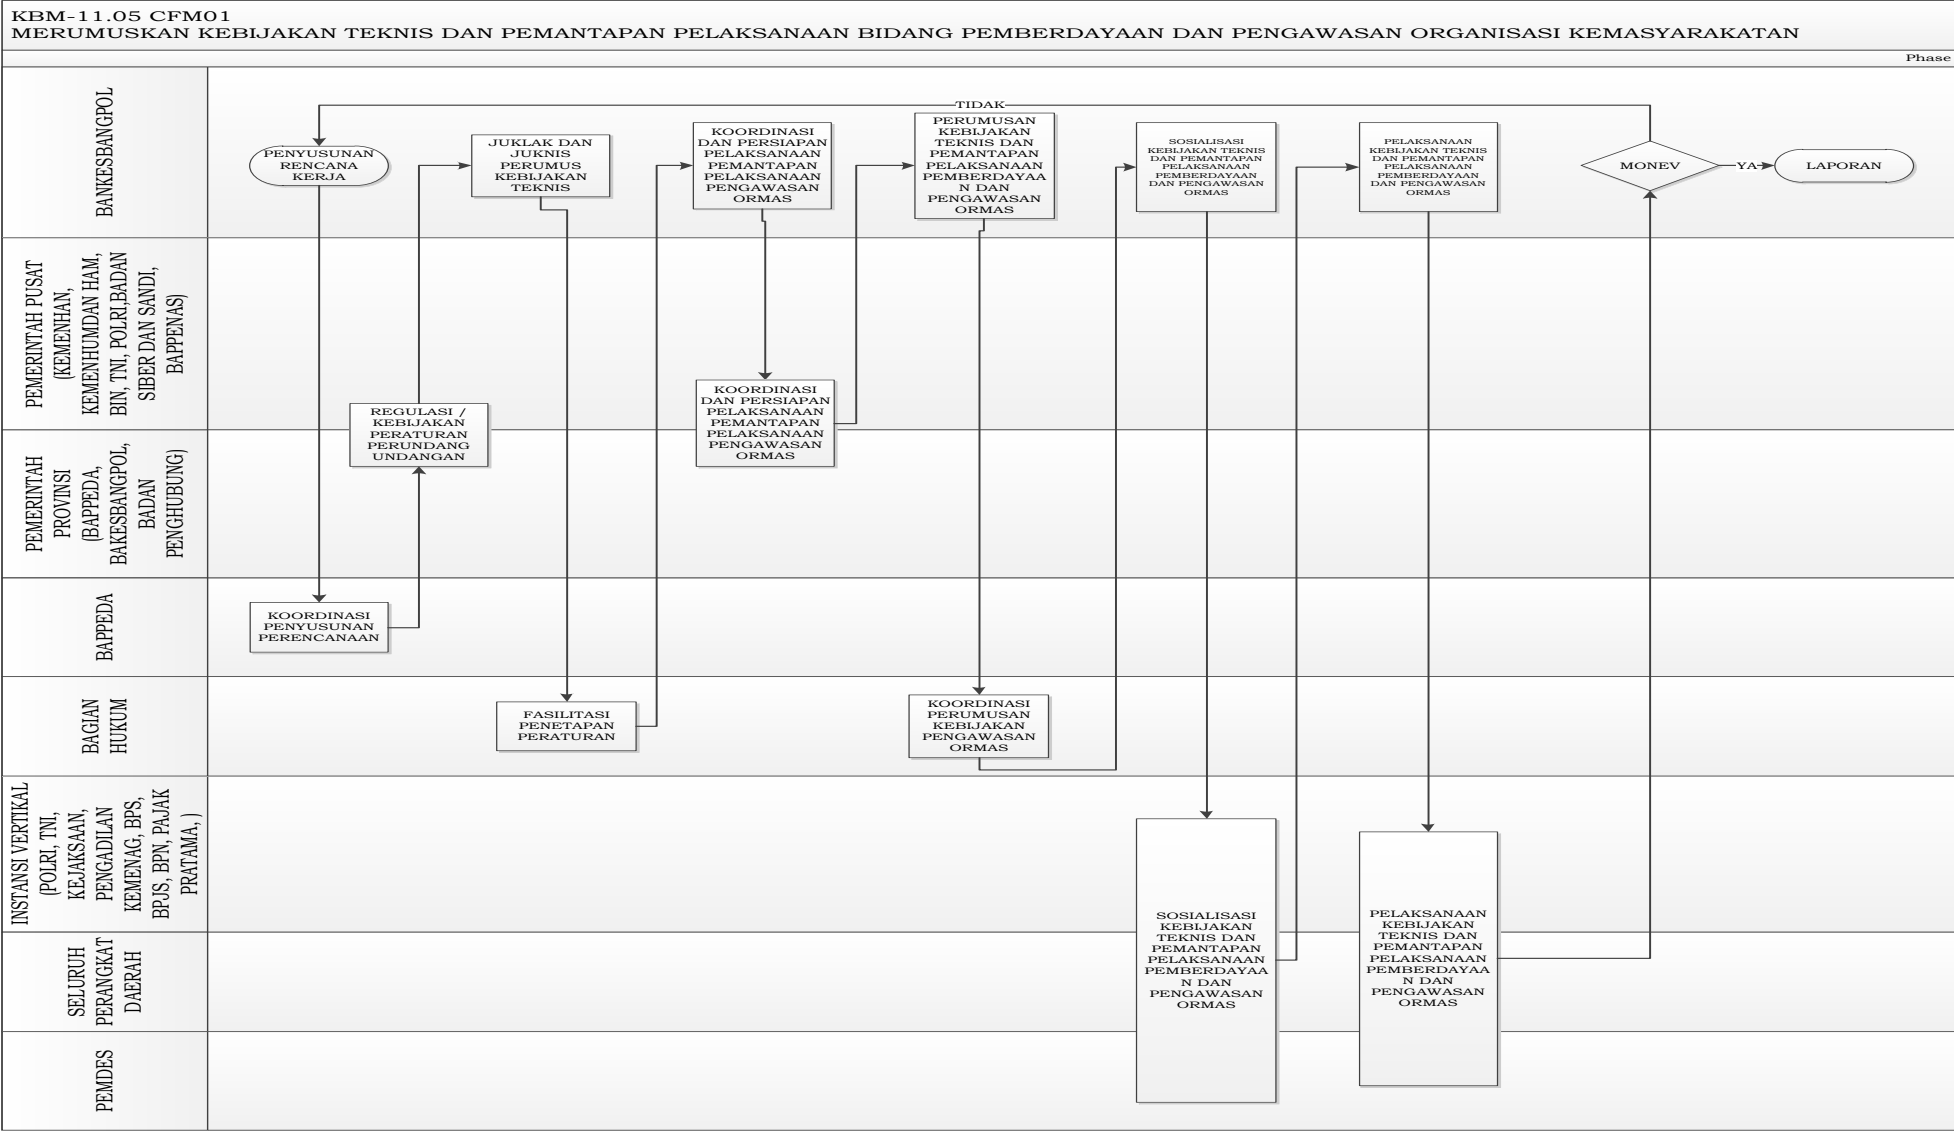 KBM-11.05 CFM01
MERUMUSKAN KEBIJAKAN TEKNIS DAN PEMANTAPAN PELAKSANAAN BIDANG PEMBERDAYAAN DAN PENGAWASAN ORGANISASI KEMASYARAKATAN
Phase
BANKESBANGPOL
TIDAK
PENYUSUNAN
RENCANA
KERJA
JUKLAK DAN
JUKNIS
PERUMUS
KEBIJAKAN
TEKNIS
KOORDINASI
DAN PERSIAPAN
PELAKSANAAN
PEMANTAPAN
PELAKSANAAN
PENGAWASAN
ORMAS
PERUMUSAN
KEBIJAKAN
TEKNIS DAN
PEMANTAPAN
PELAKSANAAN
PEMBERDAYAA
N DAN
PENGAWASAN
ORMAS
SOSIALISASI
KEBIJAKAN TEKNIS
DAN PEMANTAPAN
PELAKSANAAN
PEMBERDAYAAN
DAN PENGAWASAN
ORMAS
PELAKSANAAN
KEBIJAKAN TEKNIS
DAN PEMANTAPAN
PELAKSANAAN
PEMBERDAYAAN
DAN PENGAWASAN
ORMAS
MONEV
YA
LAPORAN
PEMERINTAH PUSAT
(KEMENHAN,
KEMENHUMDAN HAM,
BIN, TNI, POLRI,BADAN
SIBER DAN SANDI,
BAPPENAS)
REGULASI /
KEBIJAKAN
PERATURAN
PERUNDANG
UNDANGAN
KOORDINASI
DAN PERSIAPAN
PELAKSANAAN
PEMANTAPAN
PELAKSANAAN
PENGAWASAN
ORMAS
PEMERINTAH
PROVINSI
(BAPPEDA,
BAKESBANGPOL,
BADAN
PENGHUBUNG)
BAPPEDA
KOORDINASI
PENYUSUNAN
PERENCANAAN
BAGIAN
HUKUM
FASILITASI
PENETAPAN
PERATURAN
KOORDINASI
PERUMUSAN
KEBIJAKAN
PENGAWASAN
ORMAS
INSTANSI VERTIKAL
(POLRI, TNI,
KEJAKSAAN,
PENGADILAN
KEMENAG, BPS,
BPJS, BPN, PAJAK
PRATAMA, )
SOSIALISASI
KEBIJAKAN
TEKNIS DAN
PEMANTAPAN
PELAKSANAAN
PEMBERDAYAA
N DAN
PENGAWASAN
ORMAS
PELAKSANAAN
KEBIJAKAN
TEKNIS DAN
PEMANTAPAN
PELAKSANAAN
PEMBERDAYAA
N DAN
PENGAWASAN
ORMAS
SELURUH
PERANGKAT
DAERAH
PEMDES